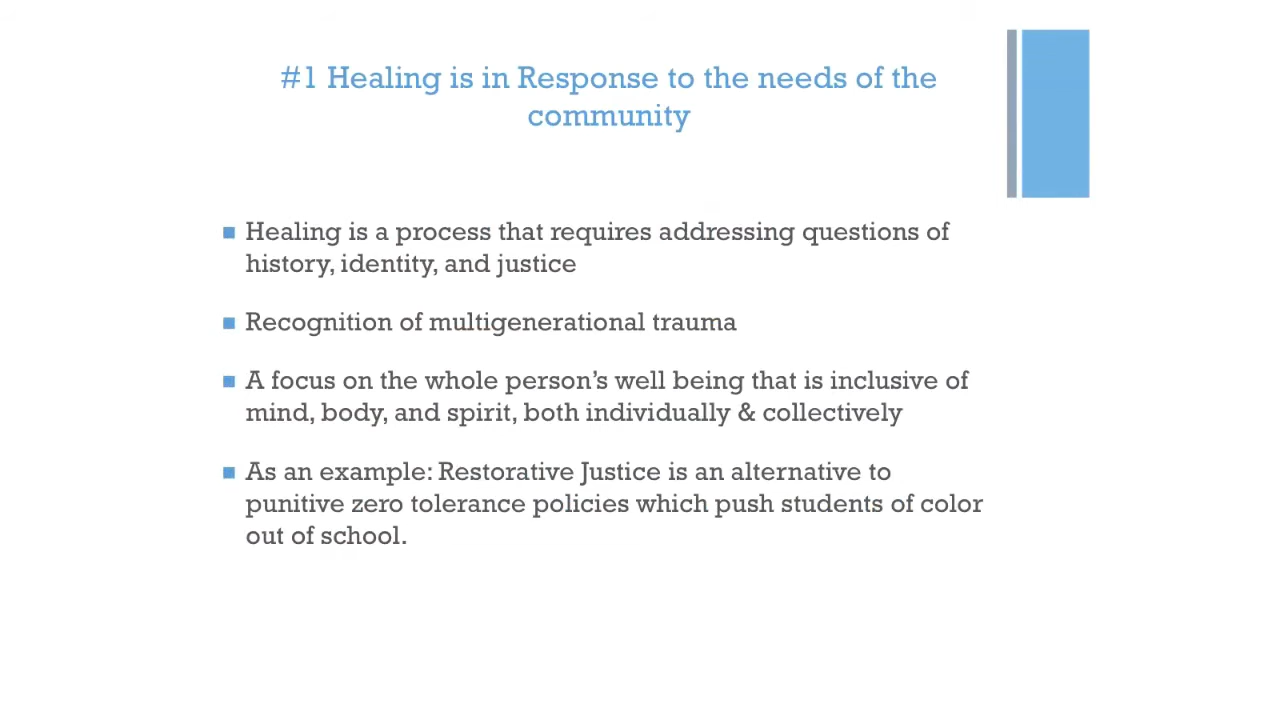 #1 Healing is in Response to the needs of the
community
■ Healing is a process that requires addressing questions of
history, identity, and justice
■ Recognition of multigenerational trauma
■ A focus on the whole person’s well being that is inclusive of
mind, body, and spirit, both individually & collectively
■ As an example: Restorative Justice is an alternative to
punitive zero tolerance policies which push students of color
out of school.